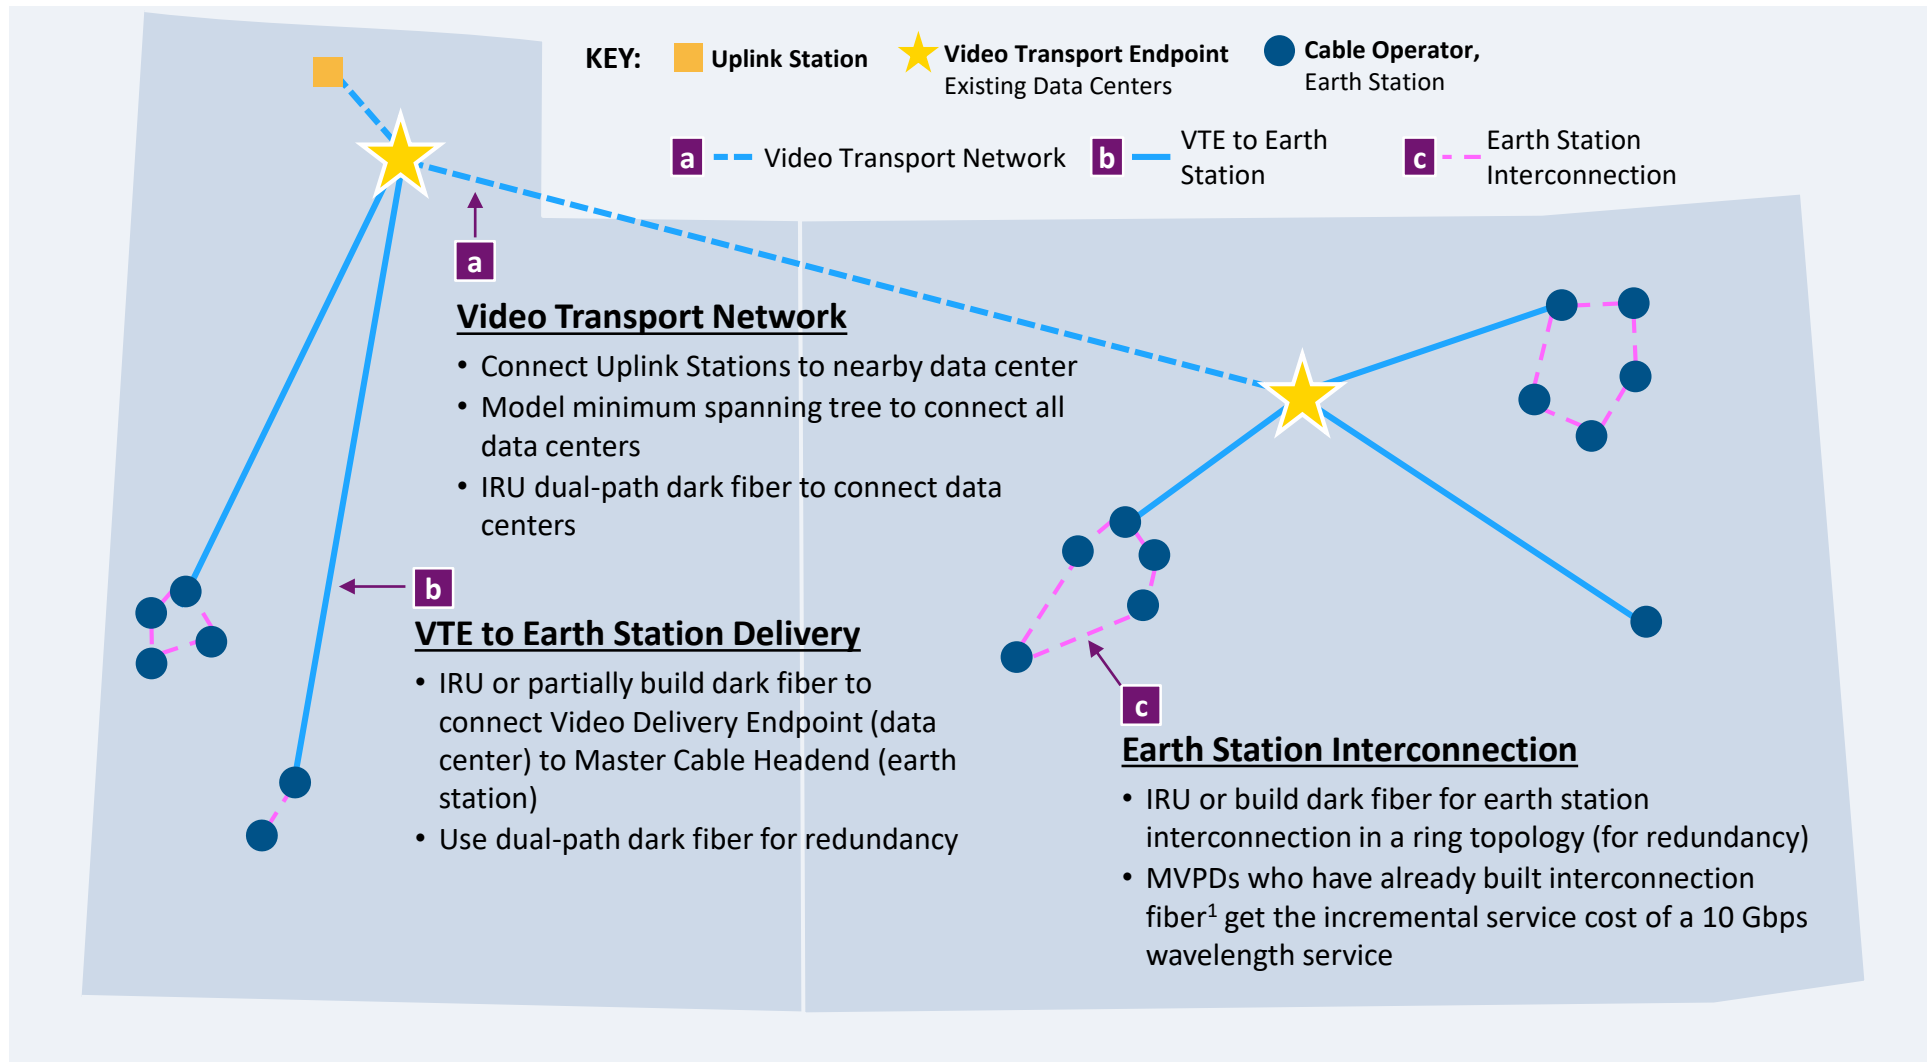 KEY:
Uplink Station
Video Transport Endpoint
Existing Data Centers
Cable Operator,
Earth Station
a
Video Transport Network
b
VTE to Earth
Station
c
Earth Station
Interconnection
a
Video Transport Network
• Connect Uplink Stations to nearby data center
• Model minimum spanning tree to connect all
data centers
• IRU dual-path dark fiber to connect data
centers
b
VTE to Earth Station Delivery
• IRU or partially build dark fiber to
connect Video Delivery Endpoint (data
center) to Master Cable Headend (earth
station)
• Use dual-path dark fiber for redundancy
c
Earth Station Interconnection
• IRU or build dark fiber for earth station
interconnection in a ring topology (for redundancy)
• MVPDs who have already built interconnection
fiber¹ get the incremental service cost of a 10 Gbps
wavelength service